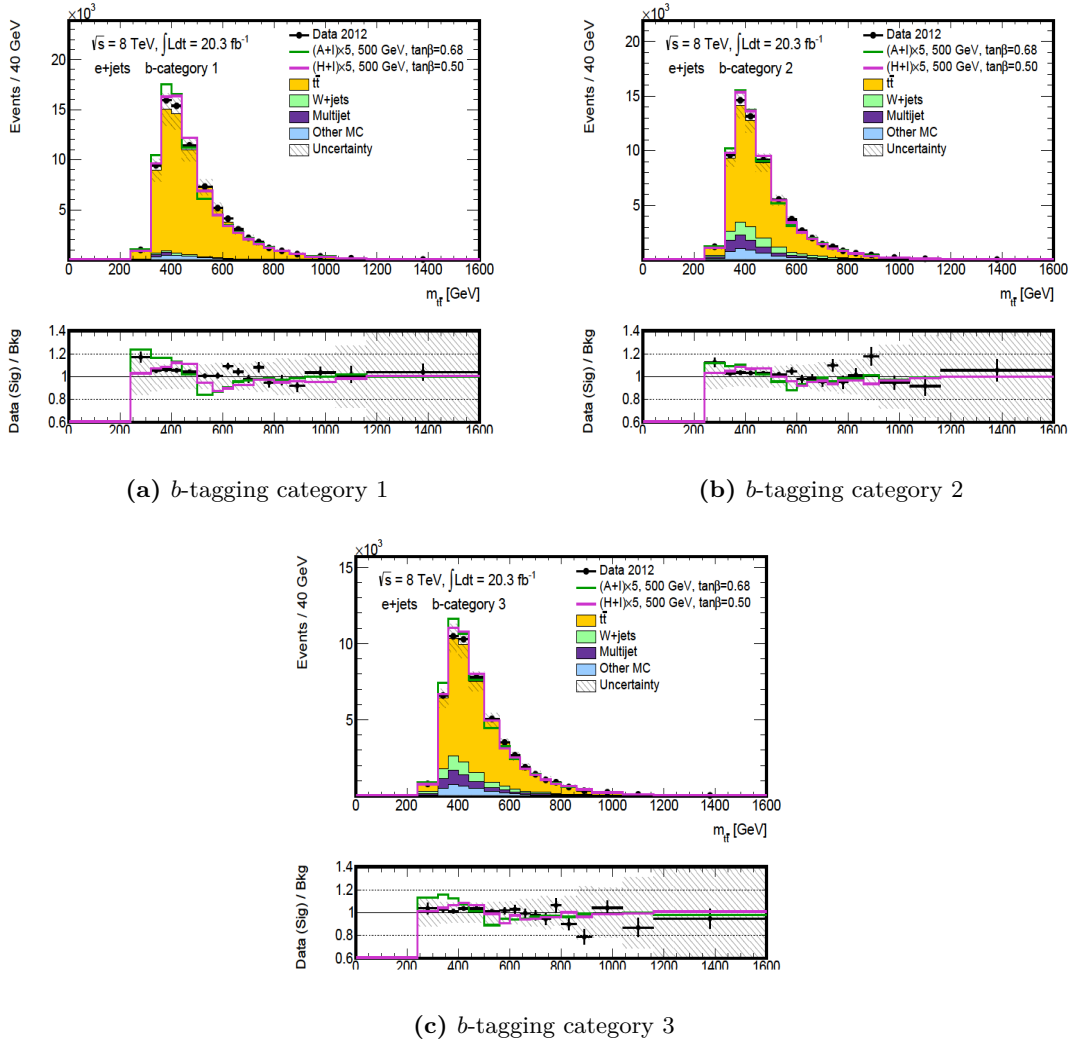 ×10³
Events / 40 GeV
20
15
10
5
√s = 8 TeV, ∫Ldt = 20.3 fb⁻¹
e+jets b-category 1
Data 2012
(A+I)×5, 500 GeV, tanβ=0.68
(H+I)×5, 500 GeV, tanβ=0.50
tt̄
W+jets
Multijet
Other MC
Uncertainty
0 200 400 600 800 1000 1200 1400 1600
m_tt̄ [GeV]
Data (Sig) / Bkg
1.4
1.2
1
0.8
0.6
0 200 400 600 800 1000 1200 1400 1600
(a) b-tagging category 1
×10³
Events / 40 GeV
20
15
10
5
√s = 8 TeV, ∫Ldt = 20.3 fb⁻¹
e+jets b-category 2
Data 2012
(A+I)×5, 500 GeV, tanβ=0.68
(H+I)×5, 500 GeV, tanβ=0.50
tt̄
W+jets
Multijet
Other MC
Uncertainty
0 200 400 600 800 1000 1200 1400 1600
m_tt̄ [GeV]
Data (Sig) / Bkg
1.4
1.2
1
0.8
0.6
0 200 400 600 800 1000 1200 1400 1600
(b) b-tagging category 2
×10³
Events / 40 GeV
15
10
5
√s = 8 TeV, ∫Ldt = 20.3 fb⁻¹
e+jets b-category 3
Data 2012
(A+I)×5, 500 GeV, tanβ=0.68
(H+I)×5, 500 GeV, tanβ=0.50
tt̄
W+jets
Multijet
Other MC
Uncertainty
0 200 400 600 800 1000 1200 1400 1600
m_tt̄ [GeV]
Data (Sig) / Bkg
1.4
1.2
1
0.8
0.6
0 200 400 600 800 1000 1200 1400 1600
(c) b-tagging category 3